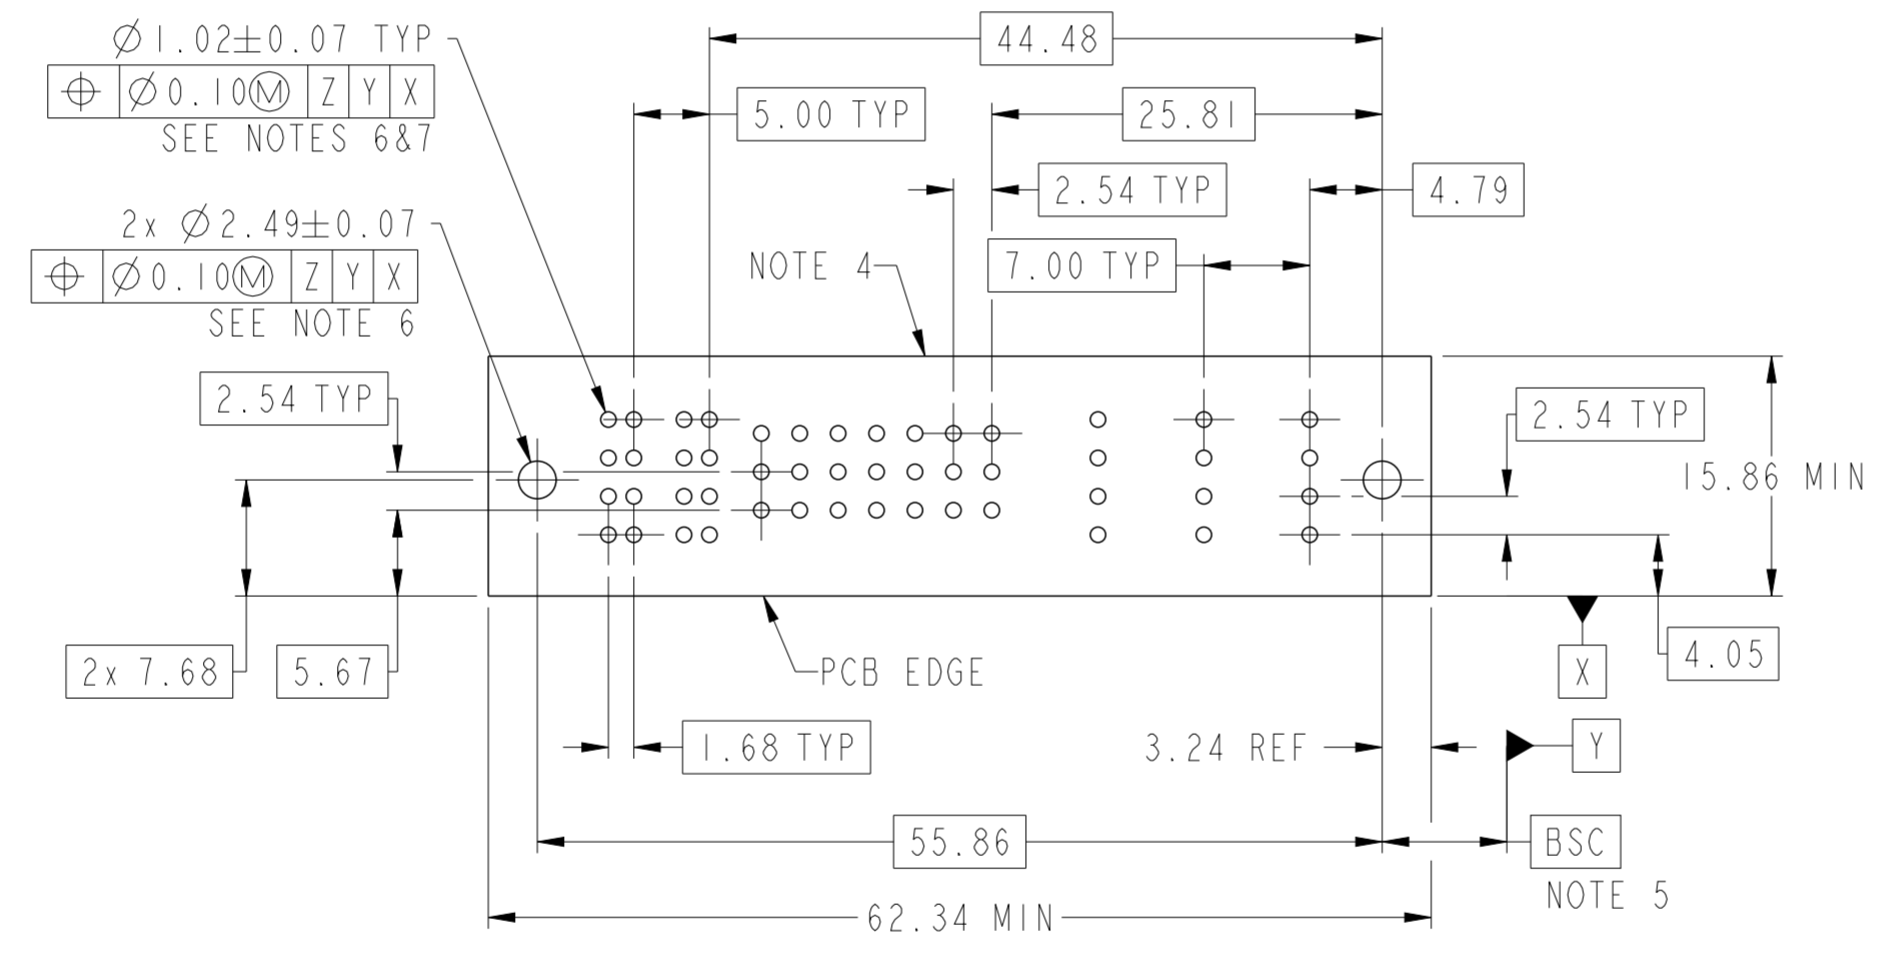 Ø1.02±0.07 TYP
⌖ Ø0.10Ⓜ Z Y X
SEE NOTES 6&7
2x Ø2.49±0.07
⌖ Ø0.10Ⓜ Z Y X
SEE NOTE 6
44.48
5.00 TYP
25.81
2.54 TYP
4.79
7.00 TYP
NOTE 4
2.54 TYP
2.54 TYP
15.86 MIN
2x 7.68
5.67
PCB EDGE
4.05
X
1.68 TYP
3.24 REF
Y
55.86
BSC
NOTE 5
62.34 MIN